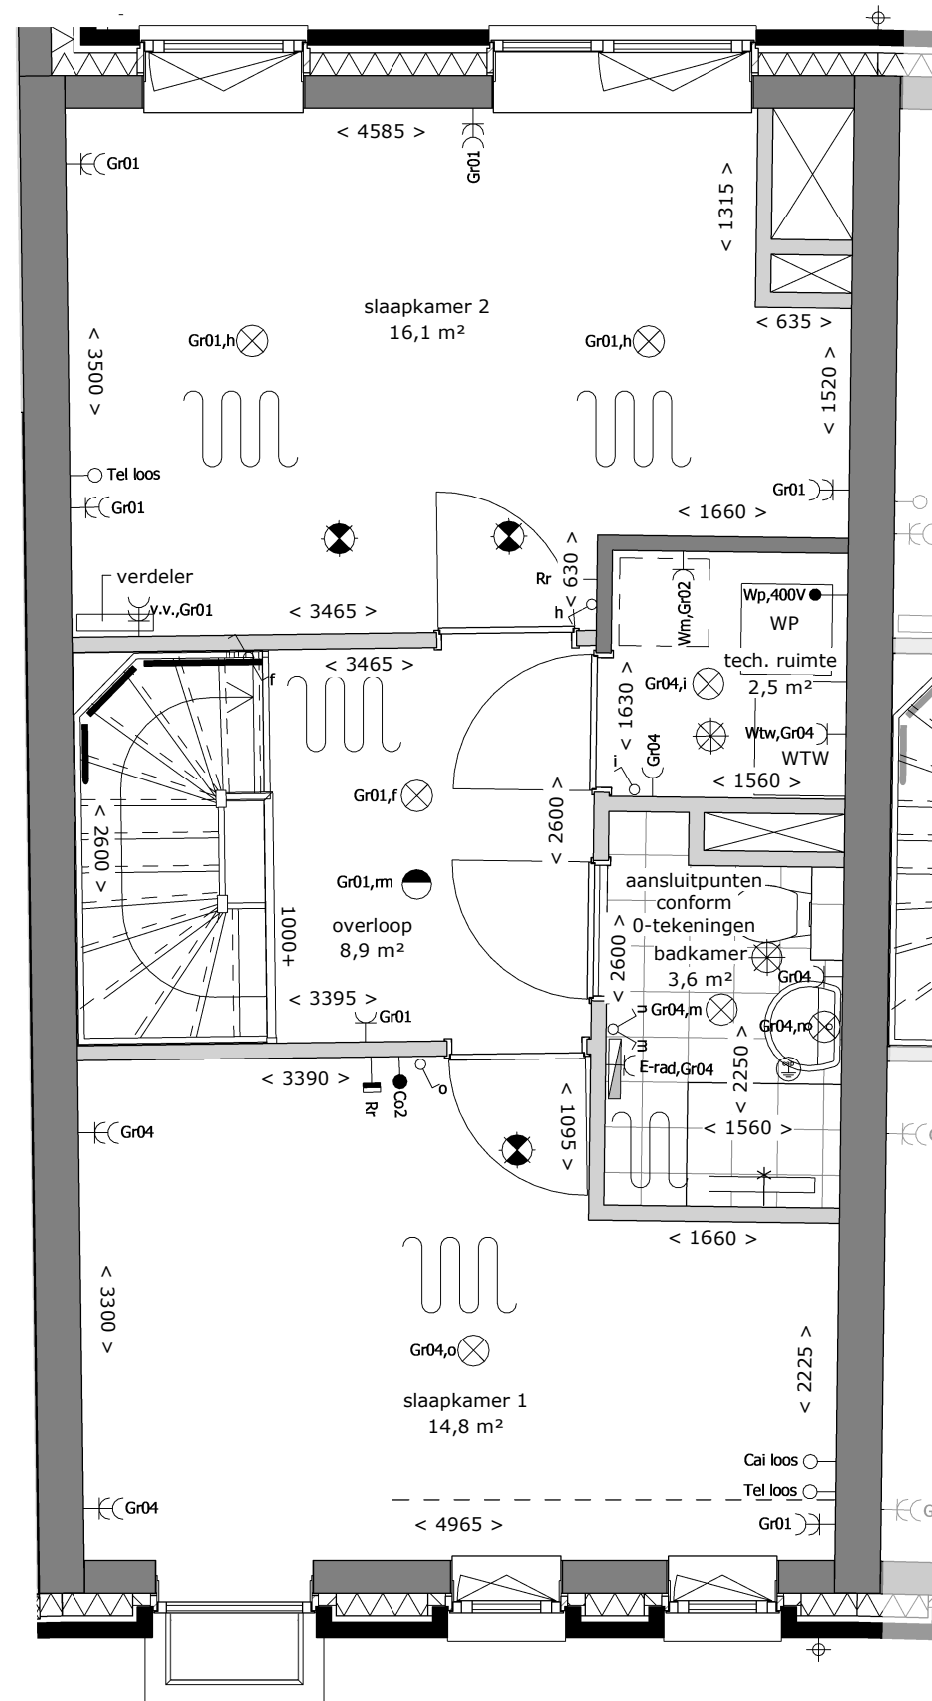 < 4585 >
Gr01
Gr01
< 1315 >
slaapkamer 2
16,1 m²
< 635 >
Gr01,h
Gr01,h
< 3500 >
< 1520 >
Tel loos
Gr01
Gr01
< 1660 >
verdeler
v.v.,Gr01
< 3465 >
Rr
< 630 >
h
Wm,Gr02
Wp,400V
WP
< 3465 >
f
tech. ruimte
2,5 m²
Gr04,i
< 1630 >
Wtw,Gr04
WTW
Gr04
i
< 1560 >
Gr01,f
< 2600 >
< 2600 >
Gr01,rm
aansluitpunten
conform
0-tekeningen
overloop
8,9 m²
1000+
badkamer
3,6 m²
< 2600 >
Gr04
< 3395 >
Gr01
n
Gr04,m
Gr04,no
m
E-rad,Gr04
< 2250 >
< 3390 >
Rr
Co2
o
< 1095 >
< 1560 >
Gr04
G
< 1660 >
< 3300 >
Gr04,o
< 2225 >
slaapkamer 1
14,8 m²
Cai loos
Tel loos
Gr04
Gr01
G
< 4965 >